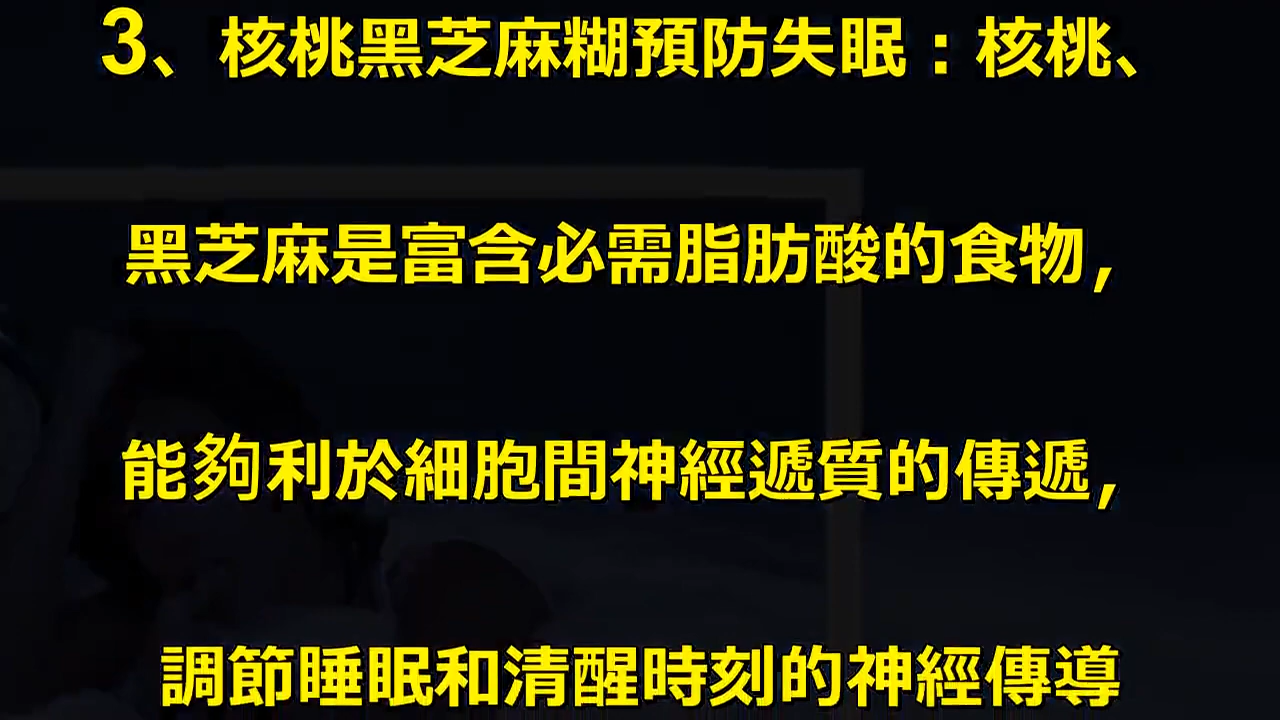 3、核桃黑芝麻糊預防失眠：核桃、
黑芝麻是富含必需脂肪酸的食物，
能夠利於細胞間神經遞質的傳遞，
調節睡眠和清醒時刻的神經傳導